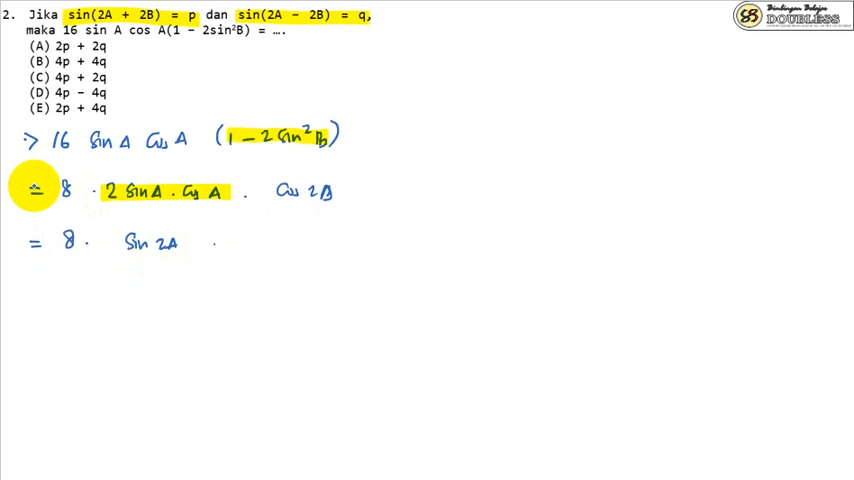 2. Jika sin(2A + 2B) = p dan sin(2A - 2B) = q,
maka 16 sin A cos A(1 - 2sin²B) = ….
(A) 2p + 2q
(B) 4p + 4q
(C) 4p + 2q
(D) 4p - 4q
(E) 2p + 4q
Bimbingan Belajar
DOUBLESS
∴> 16 sin A cos A (1 - 2 sin² B)
= 8 . 2 sin A . cos A . cos 2B
= 8 . sin 2A .